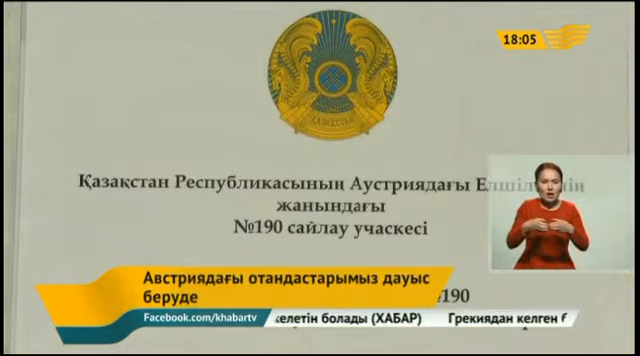 18:05
ҚАЗАҚСТАН
Қазақстан Республикасының Аустриядағы
жанындағы
№190 сайлау учаскесі
Австриядағы отандастарымыз дауыс
беруде
190
Facebook.com/khabartv
келетін болады (ХАБАР) Грекиядан келген